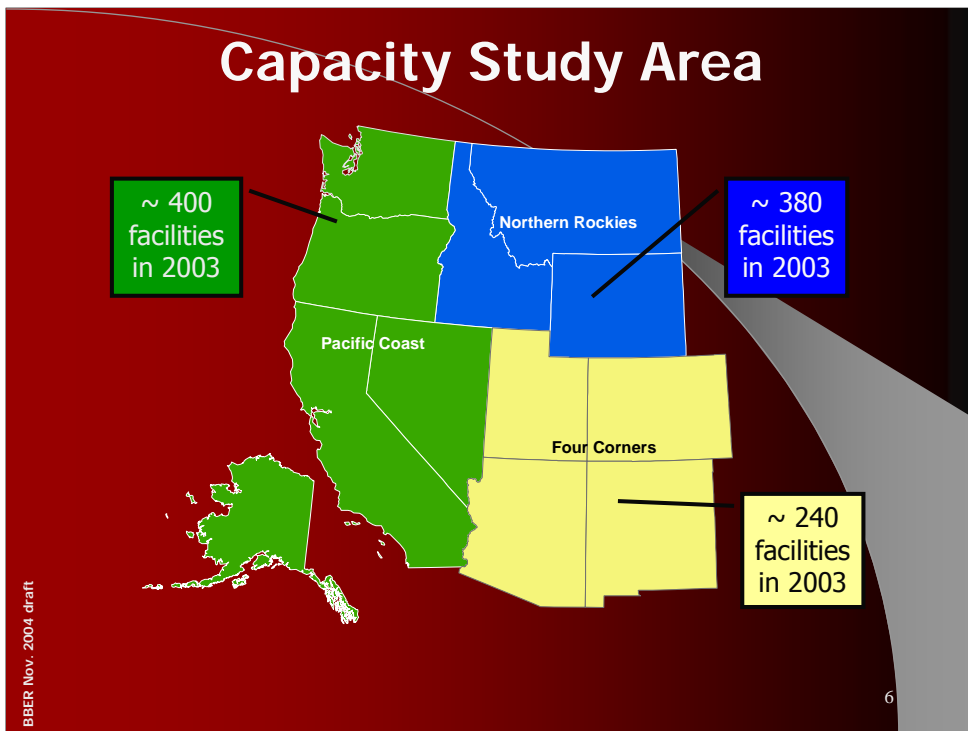 Capacity Study Area
~ 400
facilities
in 2003
Northern Rockies
~ 380
facilities
in 2003
Pacific Coast
Four Corners
~ 240
facilities
in 2003
BBER Nov. 2004 draft
6